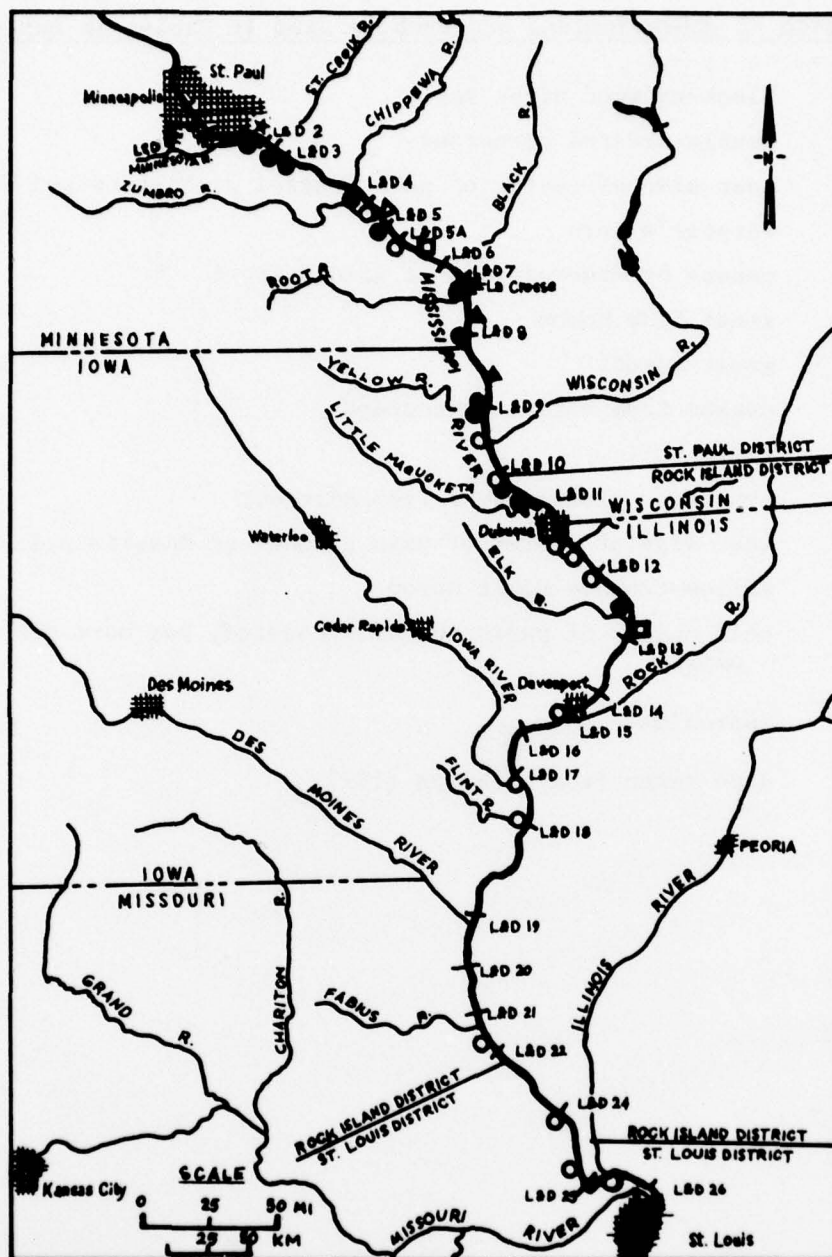 St. Paul
Minneapolis
ST. CROIX R.
CHIPPEWA R.
L&D 2
L&D 3
MINNESOTA R.
ZUMBRO R.
BLACK R.
N
L&D 4
L&D 5
L&D 5A
L&D 6
L&D 7
La Crosse
ROOT R.
MISSISSIPPI RIVER
L&D 8
MINNESOTA
IOWA
YELLOW R.
WISCONSIN R.
L&D 9
LITTLE MAQUOKETA
L&D 10
ST. PAUL DISTRICT
ROCK ISLAND DISTRICT
L&D 11
WISCONSIN
ILLINOIS
Waterloo
Dubuque
ELK R.
L&D 12
Cedar Rapids
IOWA RIVER
L&D 13
ROCK R.
Davenport
Des Moines
L&D 14
L&D 15
L&D 16
DES MOINES RIVER
L&D 17
FLINT R.
L&D 18
PEORIA
IOWA
MISSOURI
ILLINOIS RIVER
L&D 19
CHARITON R.
L&D 20
GRAND R.
FABIUS R.
L&D 21
L&D 22
ROCK ISLAND DISTRICT
ST. LOUIS DISTRICT
L&D 24
ROCK ISLAND DISTRICT
ST. LOUIS DISTRICT
Kansas City
SCALE
0 25 50 MI
25 50 KM
L&D 25
L&D 26
MISSOURI RIVER
St. Louis